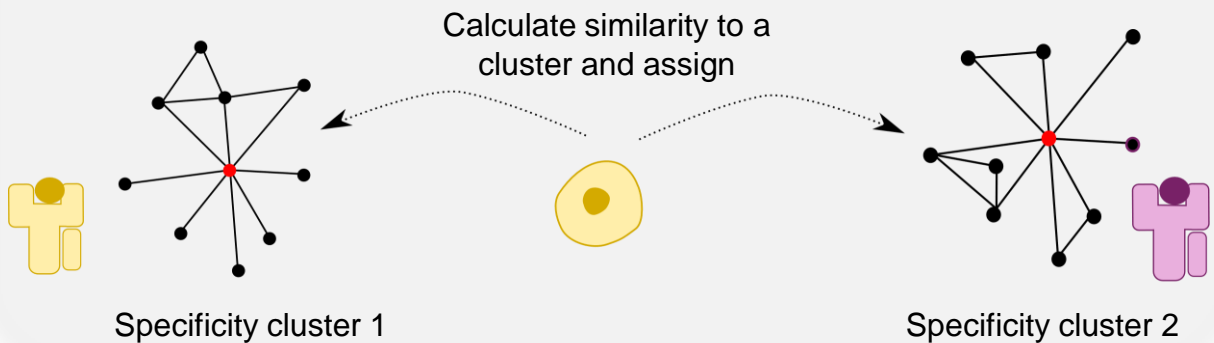 Calculate similarity to a
cluster and assign
Specificity cluster 1
Specificity cluster 2